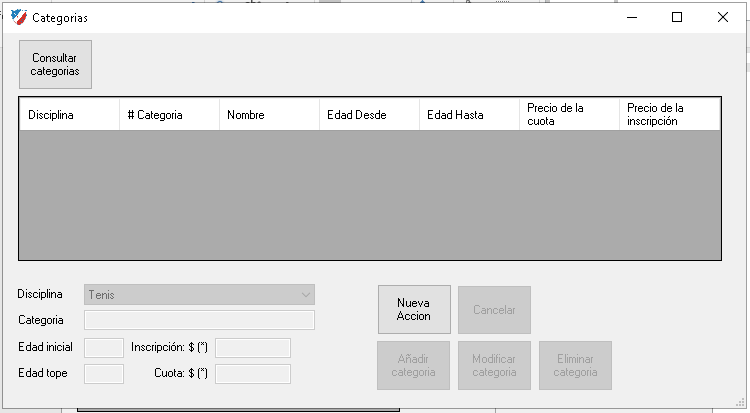 Categorias
Consultar
categorias
Disciplina # Categoria Nombre Edad Desde Edad Hasta Precio de la cuota Precio de la inscripción
Disciplina Tenis
Categoria
Edad inicial Inscripción: $ (*)
Edad tope Cuota: $ (*)
Nueva
Accion
Cancelar
Añadir
categoria
Modificar
categoria
Eliminar
categoria